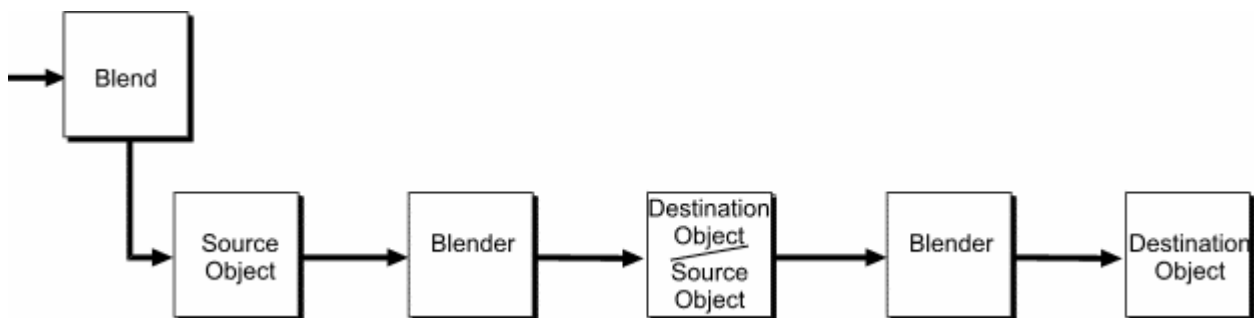 Blend
Source
Object
Blender
Destination
Object
Source
Object
Blender
Destination
Object